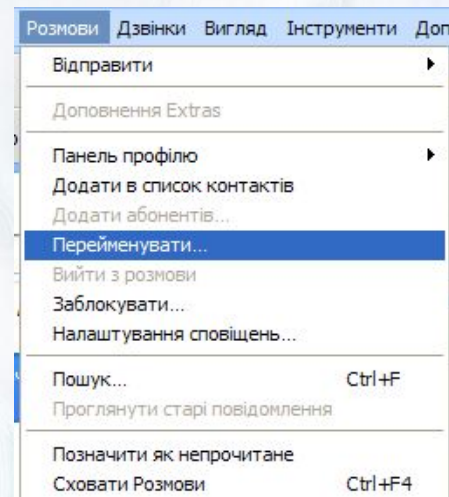 Розмови Дзвінки Вигляд Інструменти
Відправити
Доповнення Extras
Панель профілю
Додати в список контактів
Додати абонентів...
Перейменувати...
Вийти з розмови
Заблокувати...
Налаштування сповіщень...
Пошук... Ctrl+F
Проглянути старі повідомлення
Позначити як непрочитане
Сховати Розмови Ctrl+F4